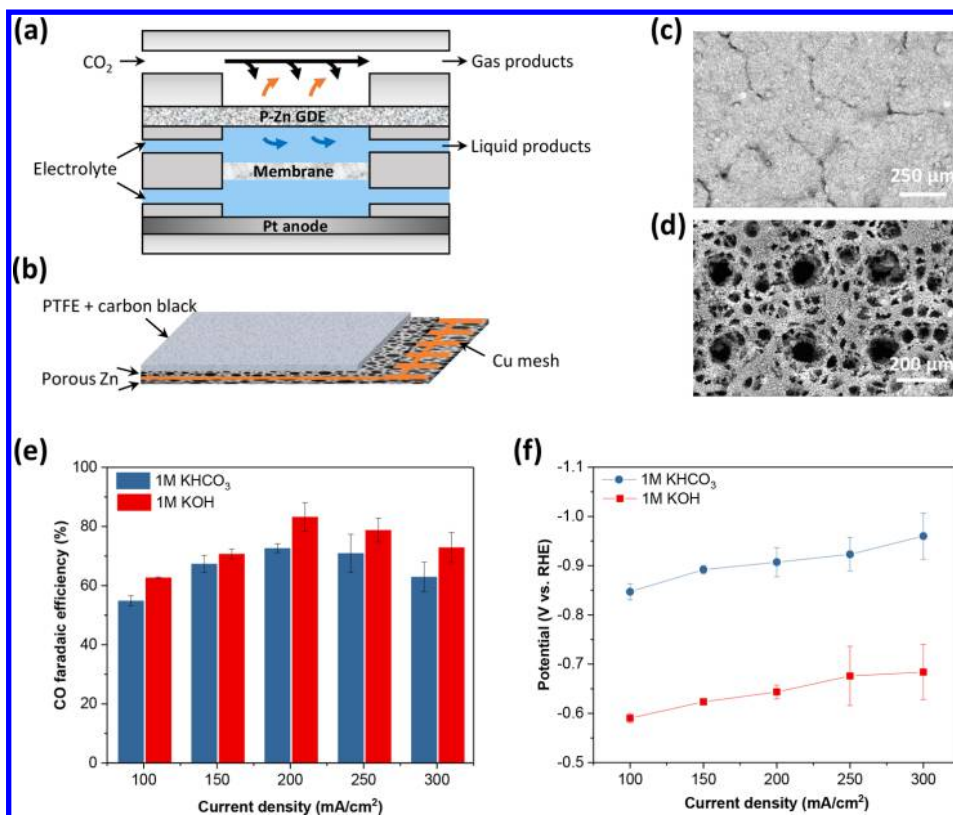 (a)
CO₂
Gas products
P-Zn GDE
Electrolyte
Liquid products
Membrane
Pt anode
(b)
PTFE + carbon black
Cu mesh
Porous Zn
(c)
250 µm
(d)
200 µm
(e)
1M KHCO₃
1M KOH
CO faradaic efficiency (%)
100
80
60
40
20
0
100 150 200 250 300
Current density (mA/cm²)
(f)
1M KHCO₃
1M KOH
Potential (V vs. RHE)
-1.1
-1.0
-0.9
-0.8
-0.7
-0.6
-0.5
100 150 200 250 300
Current density (mA/cm²)